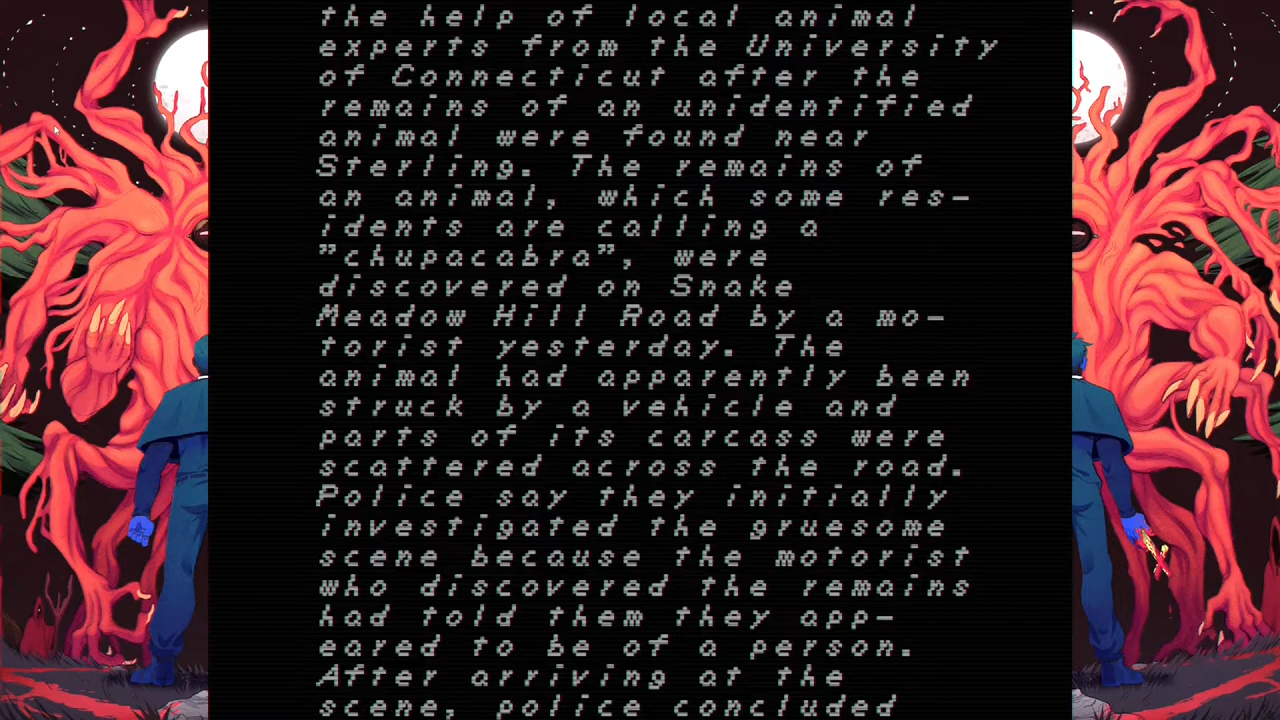 the help of local animal
experts from the University
of Connecticut after the
remains of an unidentified
animal were found near
Sterling. The remains of
an animal, which some res-
idents are calling a
"chupacabra", were
discovered on Snake
Meadow Hill Road by a mo-
torist yesterday. The
animal had apparently been
struck by a vehicle and
parts of its carcass were
scattered across the road.
Police say they initially
investigated the gruesome
scene because the motorist
who discovered the remains
had told them they app-
eared to be of a person.
After arriving at the
scene, police concluded